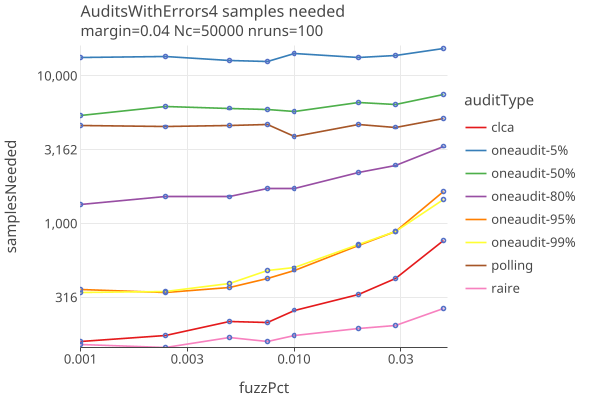 AuditsWithErrors4 samples needed
margin=0.04 Nc=50000 nruns=100
samplesNeeded
10,000
3,162
1,000
316
0.001
0.003
0.010
0.03
fuzzPct
auditType
clca
oneaudit-5%
oneaudit-50%
oneaudit-80%
oneaudit-95%
oneaudit-99%
polling
raire